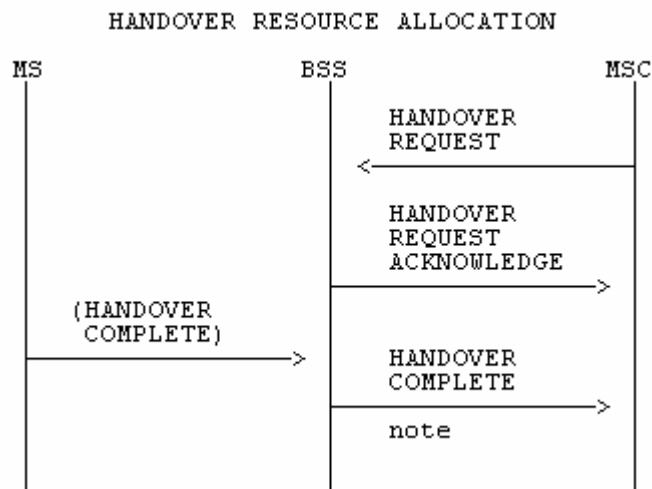 HANDOVER RESOURCE ALLOCATION
MS BSS MSC
HANDOVER
REQUEST
HANDOVER
REQUEST
ACKNOWLEDGE
(HANDOVER
COMPLETE)
HANDOVER
COMPLETE
note